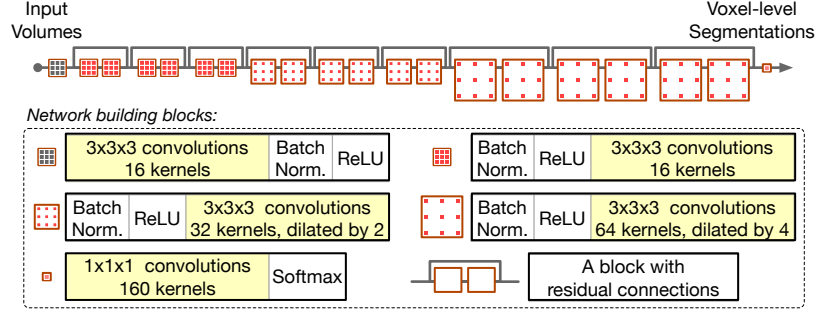 Input
Volumes
Voxel-level
Segmentations
Network building blocks:
3x3x3 convolutions
16 kernels
Batch
Norm.
ReLU
Batch
Norm.
ReLU
3x3x3 convolutions
16 kernels
Batch
Norm.
ReLU
3x3x3 convolutions
32 kernels, dilated by 2
Batch
Norm.
ReLU
3x3x3 convolutions
64 kernels, dilated by 4
1x1x1 convolutions
160 kernels
Softmax
A block with
residual connections